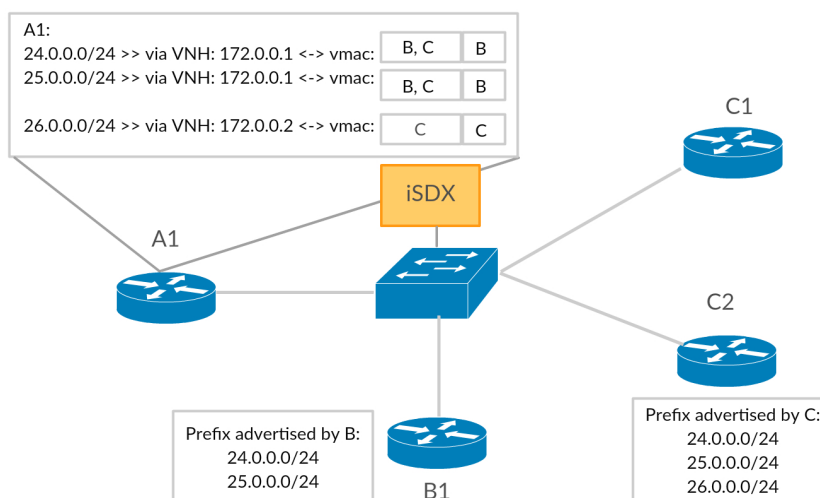 A1:
24.0.0.0/24 >> via VNH: 172.0.0.1 <-> vmac: B, C B
25.0.0.0/24 >> via VNH: 172.0.0.1 <-> vmac: B, C B
26.0.0.0/24 >> via VNH: 172.0.0.2 <-> vmac: C C
C1
iSDX
A1
C2
Prefix advertised by B:
24.0.0.0/24
25.0.0.0/24
B1
Prefix advertised by C:
24.0.0.0/24
25.0.0.0/24
26.0.0.0/24